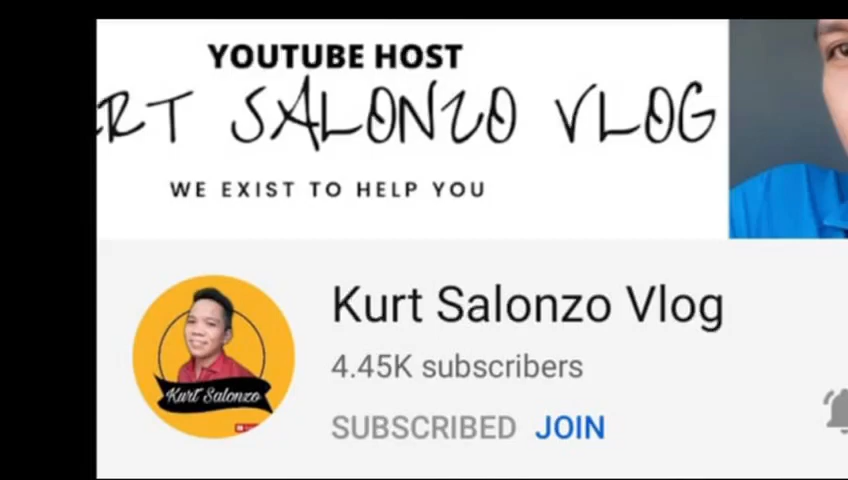 YOUTUBE HOST
RT SALONZO VLOG
WE EXIST TO HELP YOU
Kurt Salonzo Vlog
4.45K subscribers
SUBSCRIBED JOIN
Kurt Salonzo